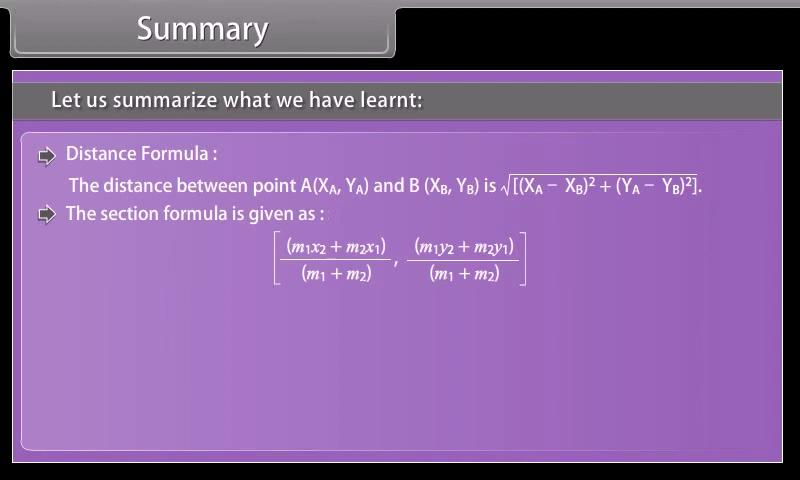 Summary
Let us summarize what we have learnt:
Distance Formula :
The distance between point A(X_A, Y_A) and B (X_B, Y_B) is √[(X_A − X_B)² + (Y_A − Y_B)²].
The section formula is given as :
[ (m₁x₂ + m₂x₁) / (m₁ + m₂) , (m₁y₂ + m₂y₁) / (m₁ + m₂) ]